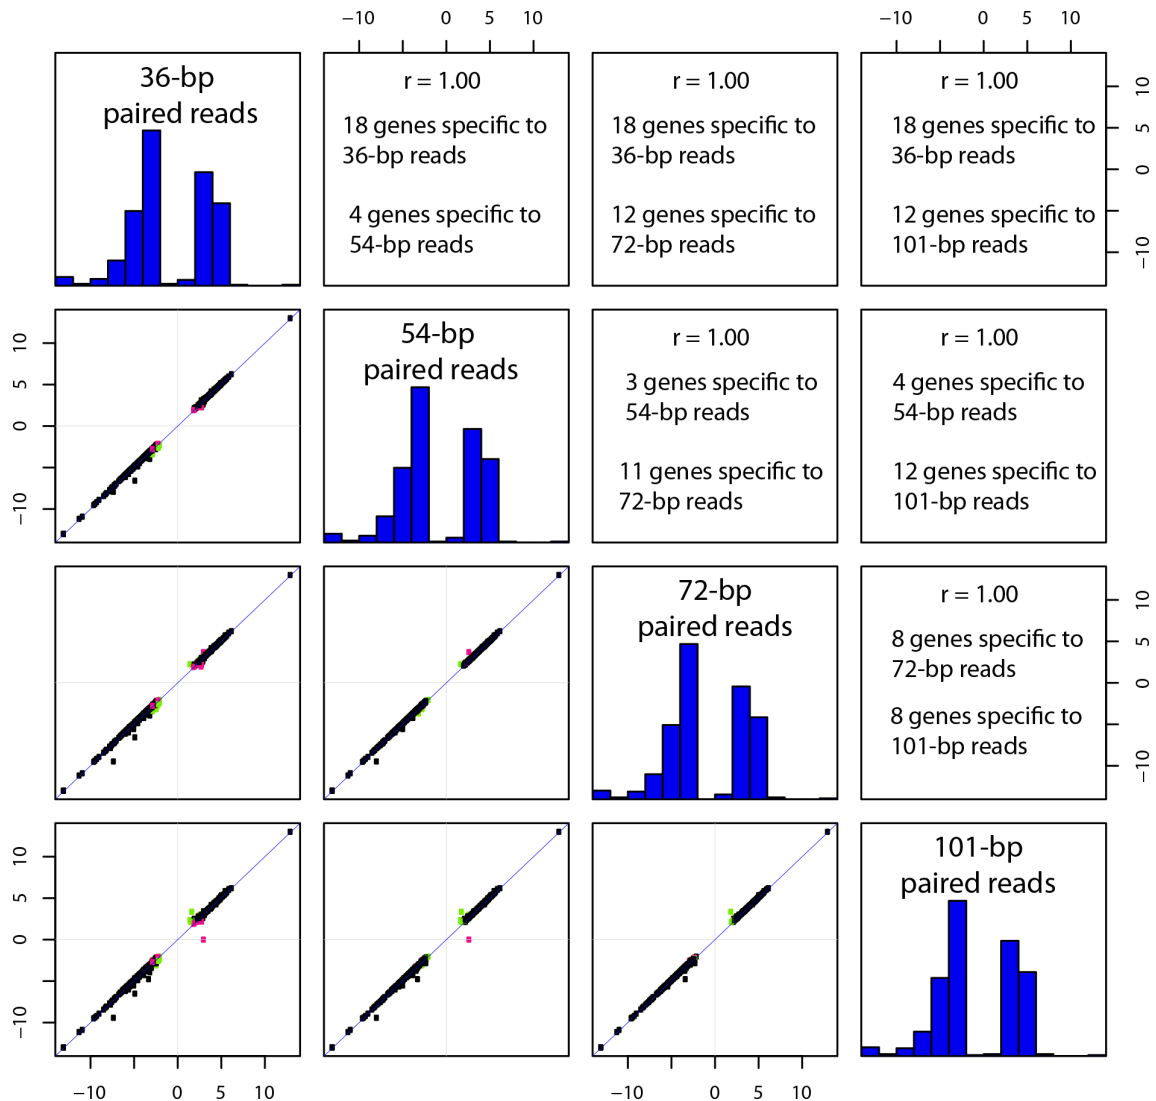 −10 0 5 10
−10 0 5 10
36-bp
paired reads
r = 1.00
18 genes specific to
36-bp reads
4 genes specific to
54-bp reads
r = 1.00
18 genes specific to
36-bp reads
12 genes specific to
72-bp reads
r = 1.00
18 genes specific to
36-bp reads
12 genes specific to
101-bp reads
10
5
0
−10
10
5
0
−10
54-bp
paired reads
r = 1.00
3 genes specific to
54-bp reads
11 genes specific to
72-bp reads
r = 1.00
4 genes specific to
54-bp reads
12 genes specific to
101-bp reads
72-bp
paired reads
r = 1.00
8 genes specific to
72-bp reads
8 genes specific to
101-bp reads
10
5
0
−10
10
5
0
−10
101-bp
paired reads
−10 0 5 10
−10 0 5 10